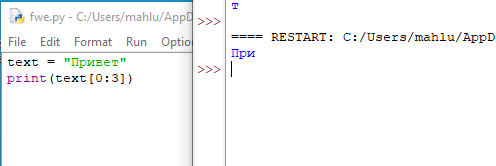 fwe.py - C:/Users/mahlu/AppD
File Edit Format Run Option
text = "Привет"
print(text[0:3])
т
>>>
==== RESTART: C:/Users/mahlu/AppD
При
>>>